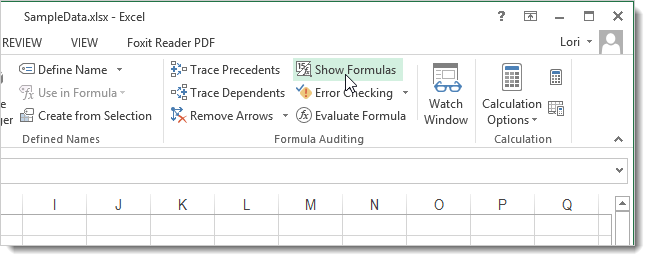 SampleData.xlsx - Excel
REVIEW VIEW Foxit Reader PDF Lori
Define Name Trace Precedents Show Formulas
Use in Formula Trace Dependents Error Checking
Create from Selection Remove Arrows Evaluate Formula
Watch Window
Calculation Options
Defined Names Formula Auditing Calculation
I J K L M N O P Q